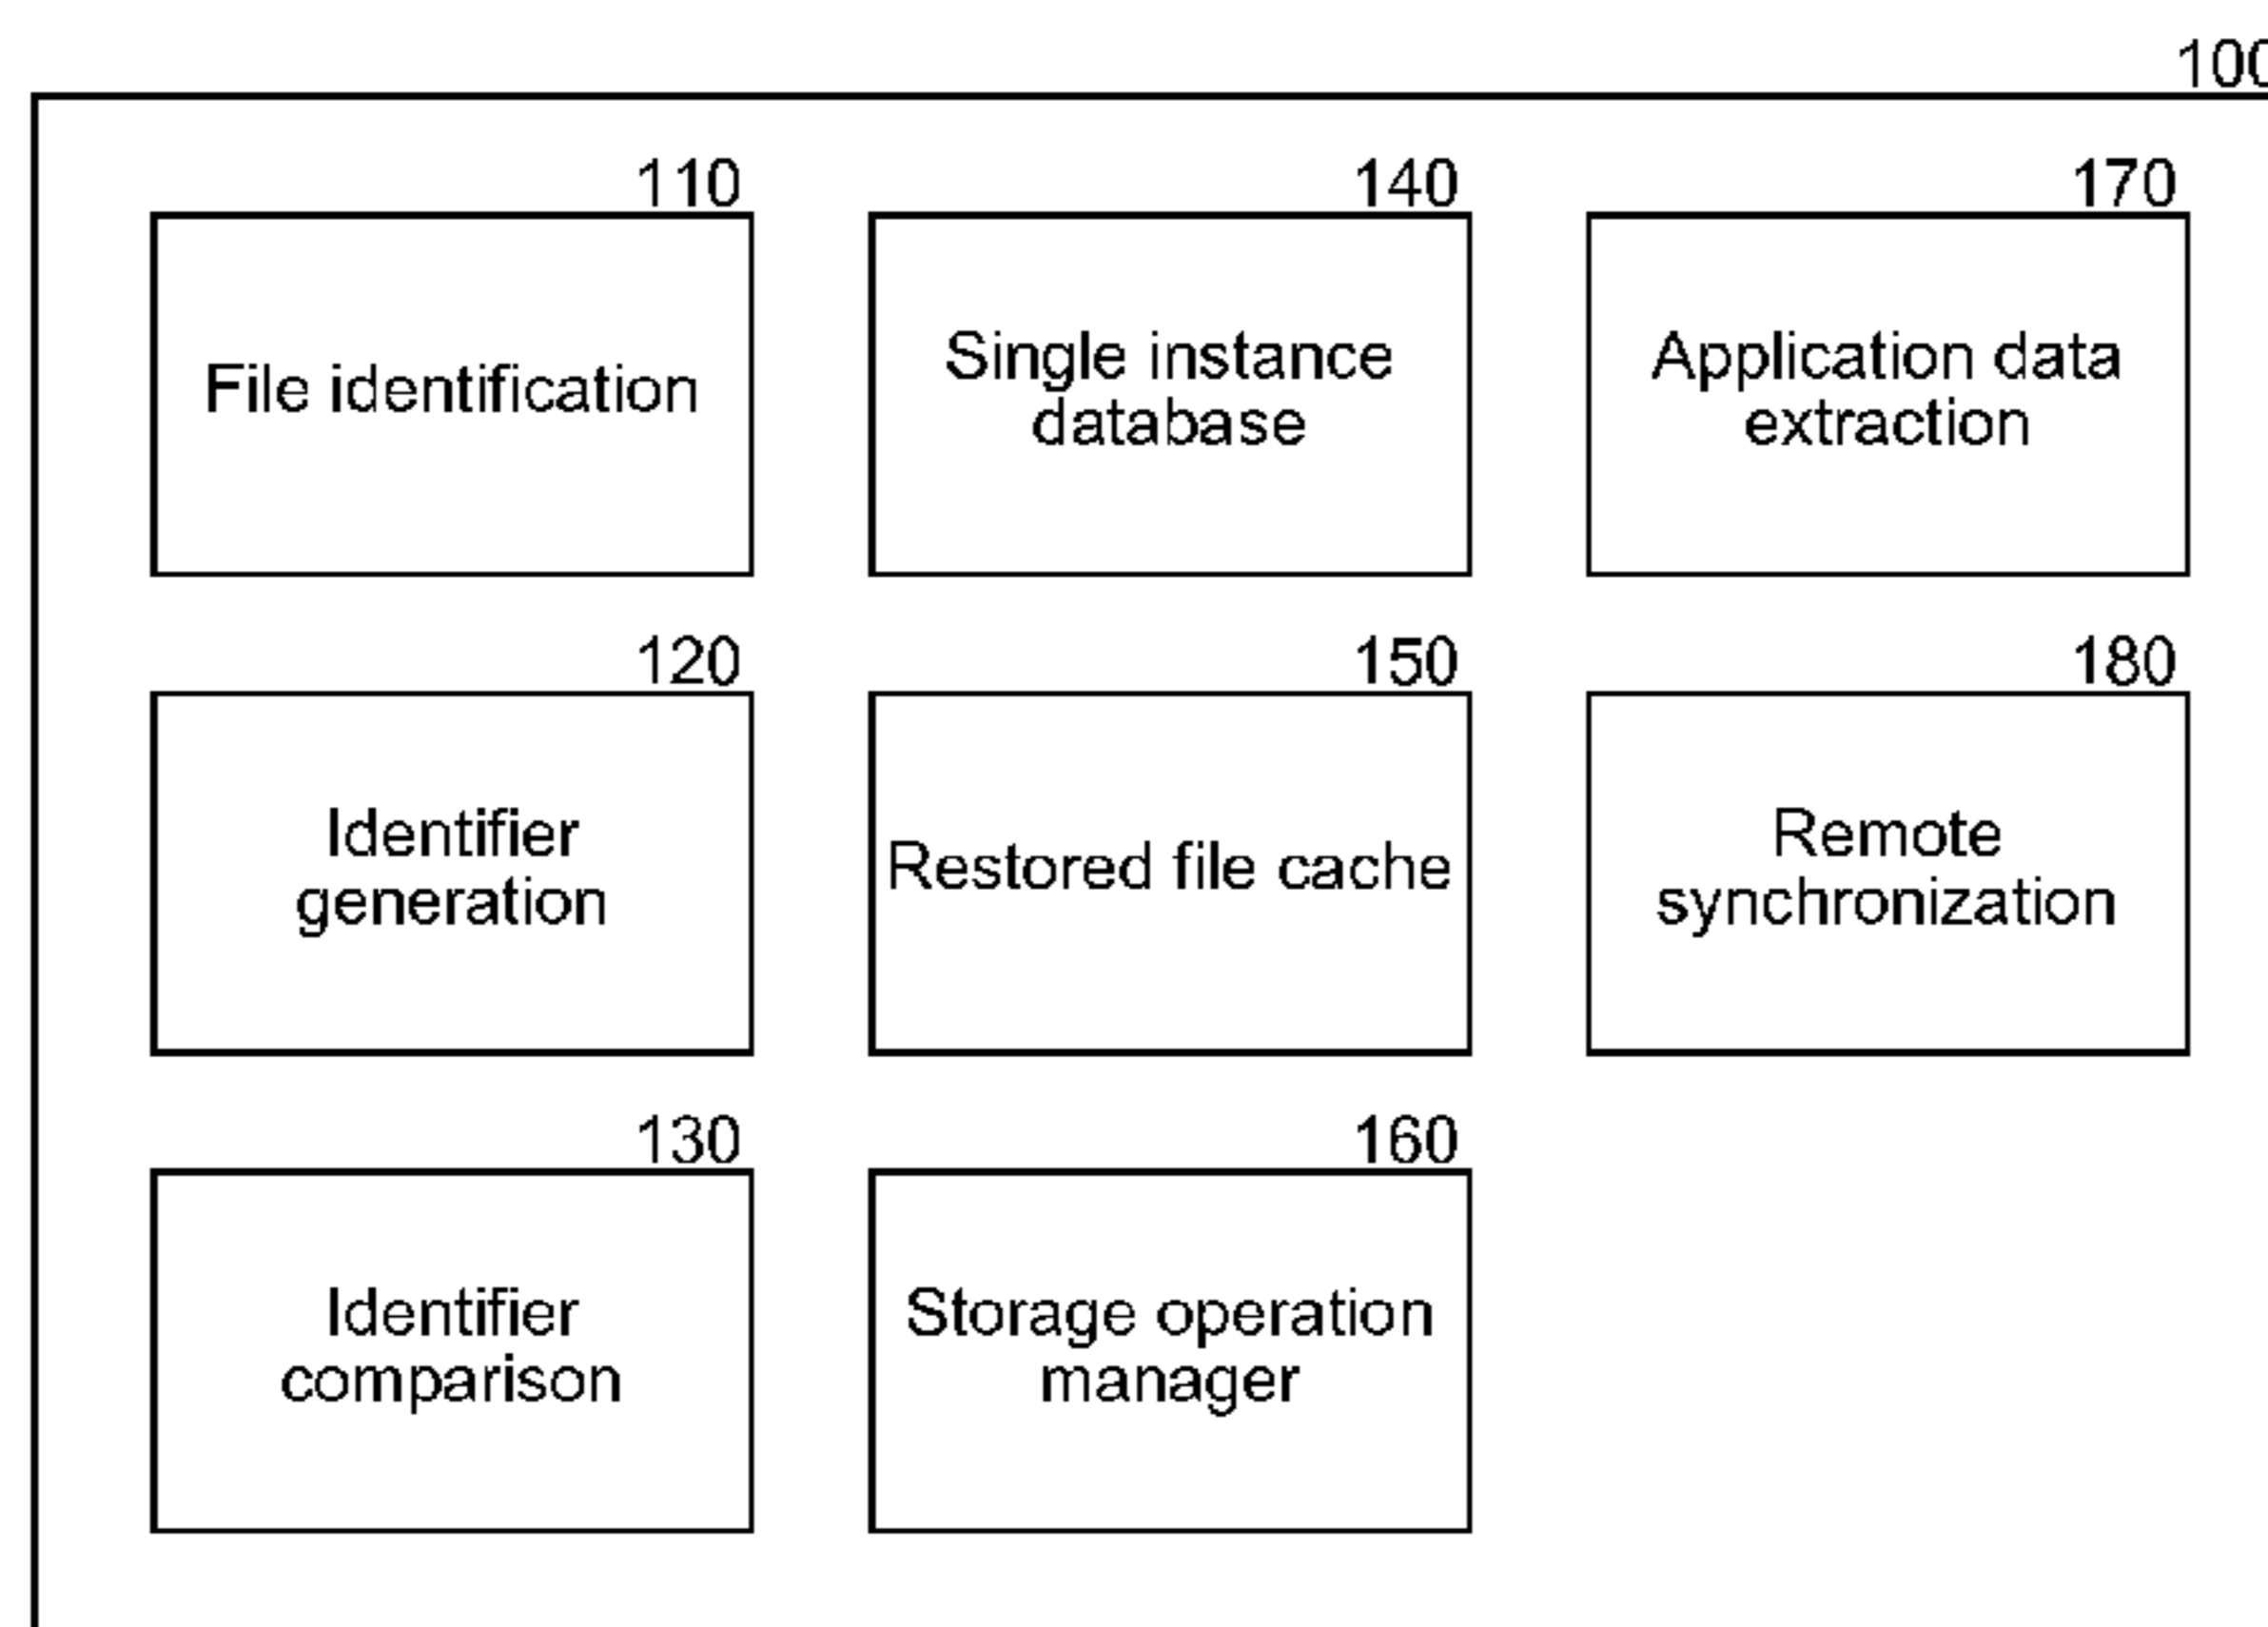 100
110
File identification
140
Single instance
database
170
Application data
extraction
120
Identifier
generation
150
Restored file cache
180
Remote
synchronization
130
Identifier
comparison
160
Storage operation
manager